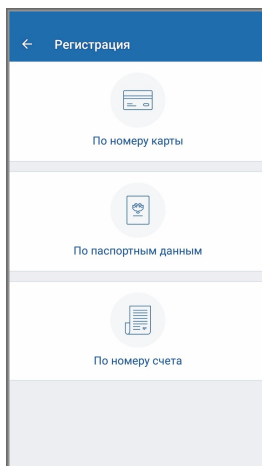 Регистрация
По номеру карты
По паспортным данным
По номеру счета